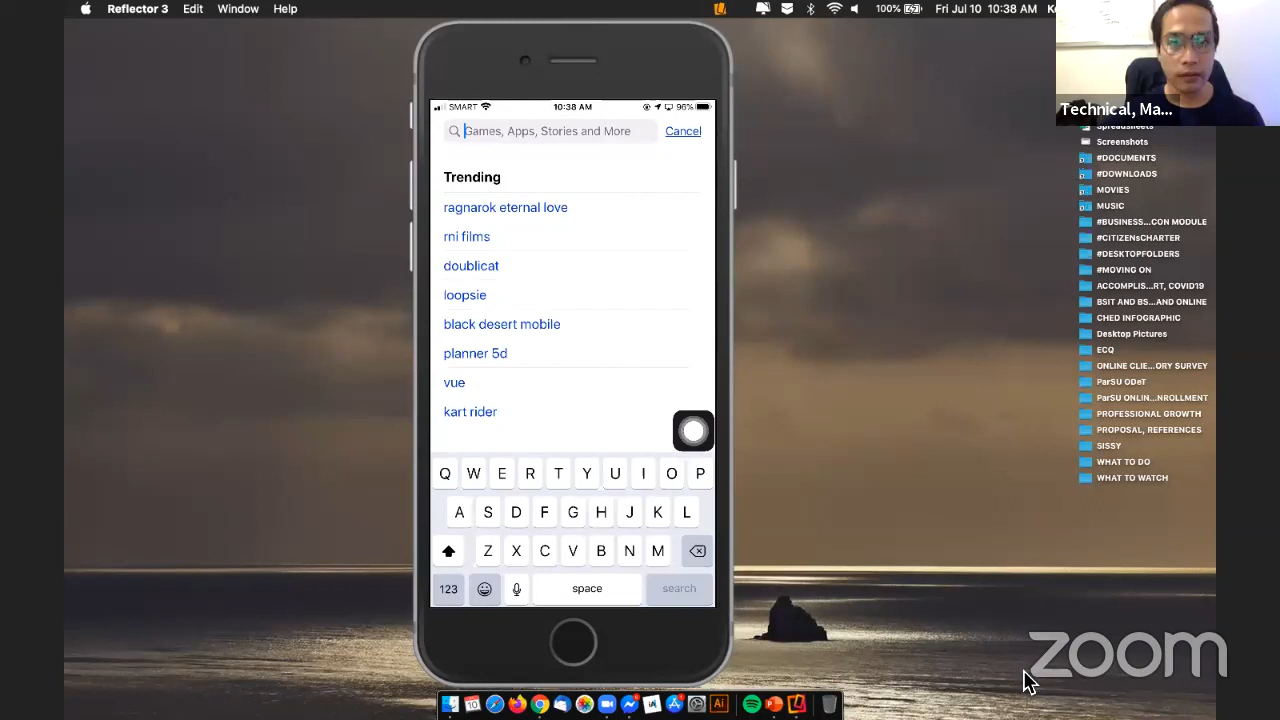 Reflector 3 Edit Window Help 100% Fri Jul 10 10:38 AM
Technical, Ma...
SMART 10:38 AM 96%
Games, Apps, Stories and More Cancel
Trending
ragnarok eternal love
rni films
doublicat
loopsie
black desert mobile
planner 5d
vue
kart rider
Q W E R T Y U I O P
A S D F G H J K L
Z X C V B N M
123 space search
Spreadsheets
Screenshots
#DOCUMENTS
#DOWNLOADS
MOVIES
MUSIC
#BUSINESS...CON MODULE
#CITIZENsCHARTER
#DESKTOPFOLDERS
#MOVING ON
ACCOMPLIS...RT, COVID19
BSIT AND BS...AND ONLINE
CHED INFOGRAPHIC
Desktop Pictures
ECQ
ONLINE CLIE...ORY SURVEY
ParSU ODeT
ParSU ONLIN...NROLLMENT
PROFESSIONAL GROWTH
PROPOSAL, REFERENCES
SISSY
WHAT TO DO
WHAT TO WATCH
zoom
Ai